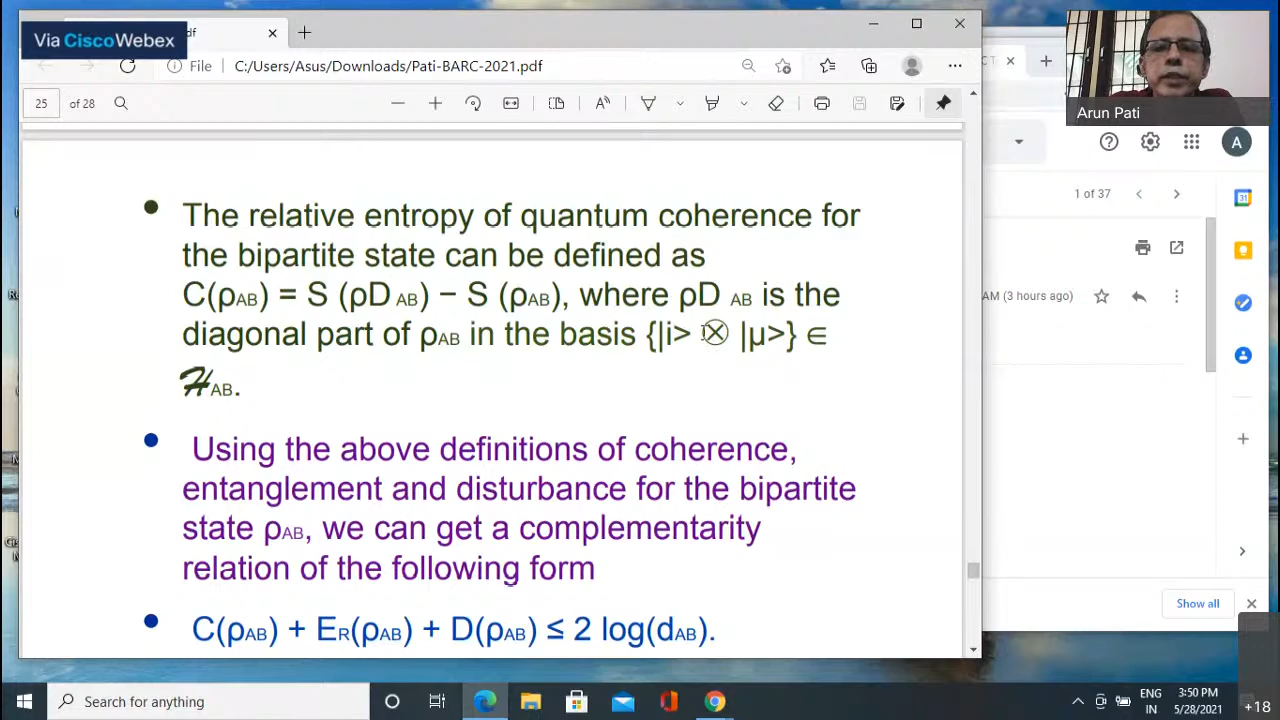 Via Cisco Webex
df
File
C:/Users/Asus/Downloads/Pati-BARC-2021.pdf
25 of 28
Arun Pati
A
1 of 37
31
AM (3 hours ago)
• The relative entropy of quantum coherence for
the bipartite state can be defined as
C(ρAB) = S (ρD AB) − S (ρAB), where ρD AB is the
diagonal part of ρAB in the basis {|i> ⊗ |μ>} ∈
ℋAB.
• Using the above definitions of coherence,
entanglement and disturbance for the bipartite
state ρAB, we can get a complementarity
relation of the following form
• C(ρAB) + ER(ρAB) + D(ρAB) ≤ 2 log(dAB).
Show all
Search for anything
ENG
IN
3:50 PM
5/28/2021
+18